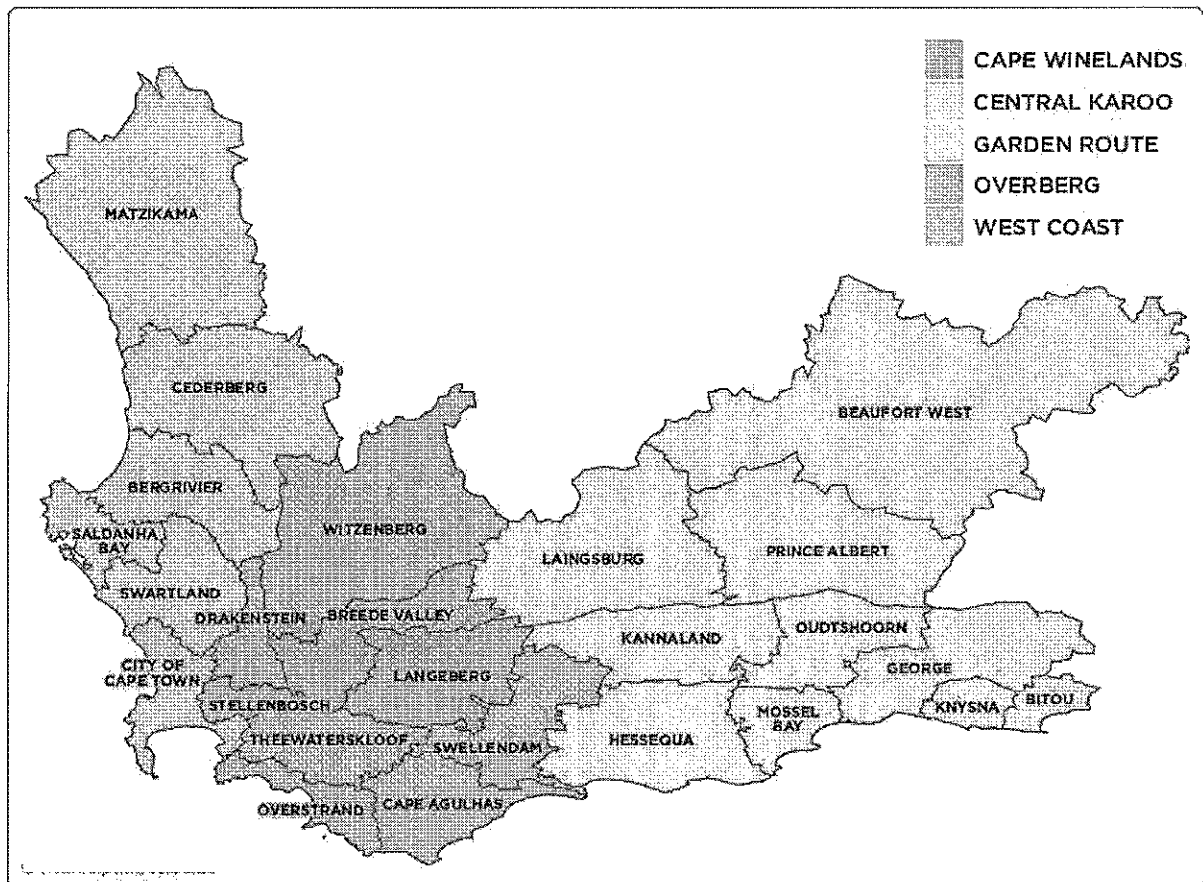 CAPE WINELANDS
CENTRAL KAROO
GARDEN ROUTE
OVERBERG
WEST COAST
MATZIKAMA
CEDERBERG
BEAUFORT WEST
BERGRIVIER
SALDANHA
BAY
WITZENBERG
LAINGSBURG
PRINCE ALBERT
SWARTLAND
DRAKENSTEIN
BREEDE VALLEY
KANNALAND
OUDTSHOORN
CITY OF
CAPE TOWN
LANGEBERG
GEORGE
STELLENBOSCH
MOSSEL
BAY
KNYSNA
BITOU
THEEWATERSKLOOF
SWELLENDAM
HESSEQUA
OVERSTRAND
CAPE AGULHAS